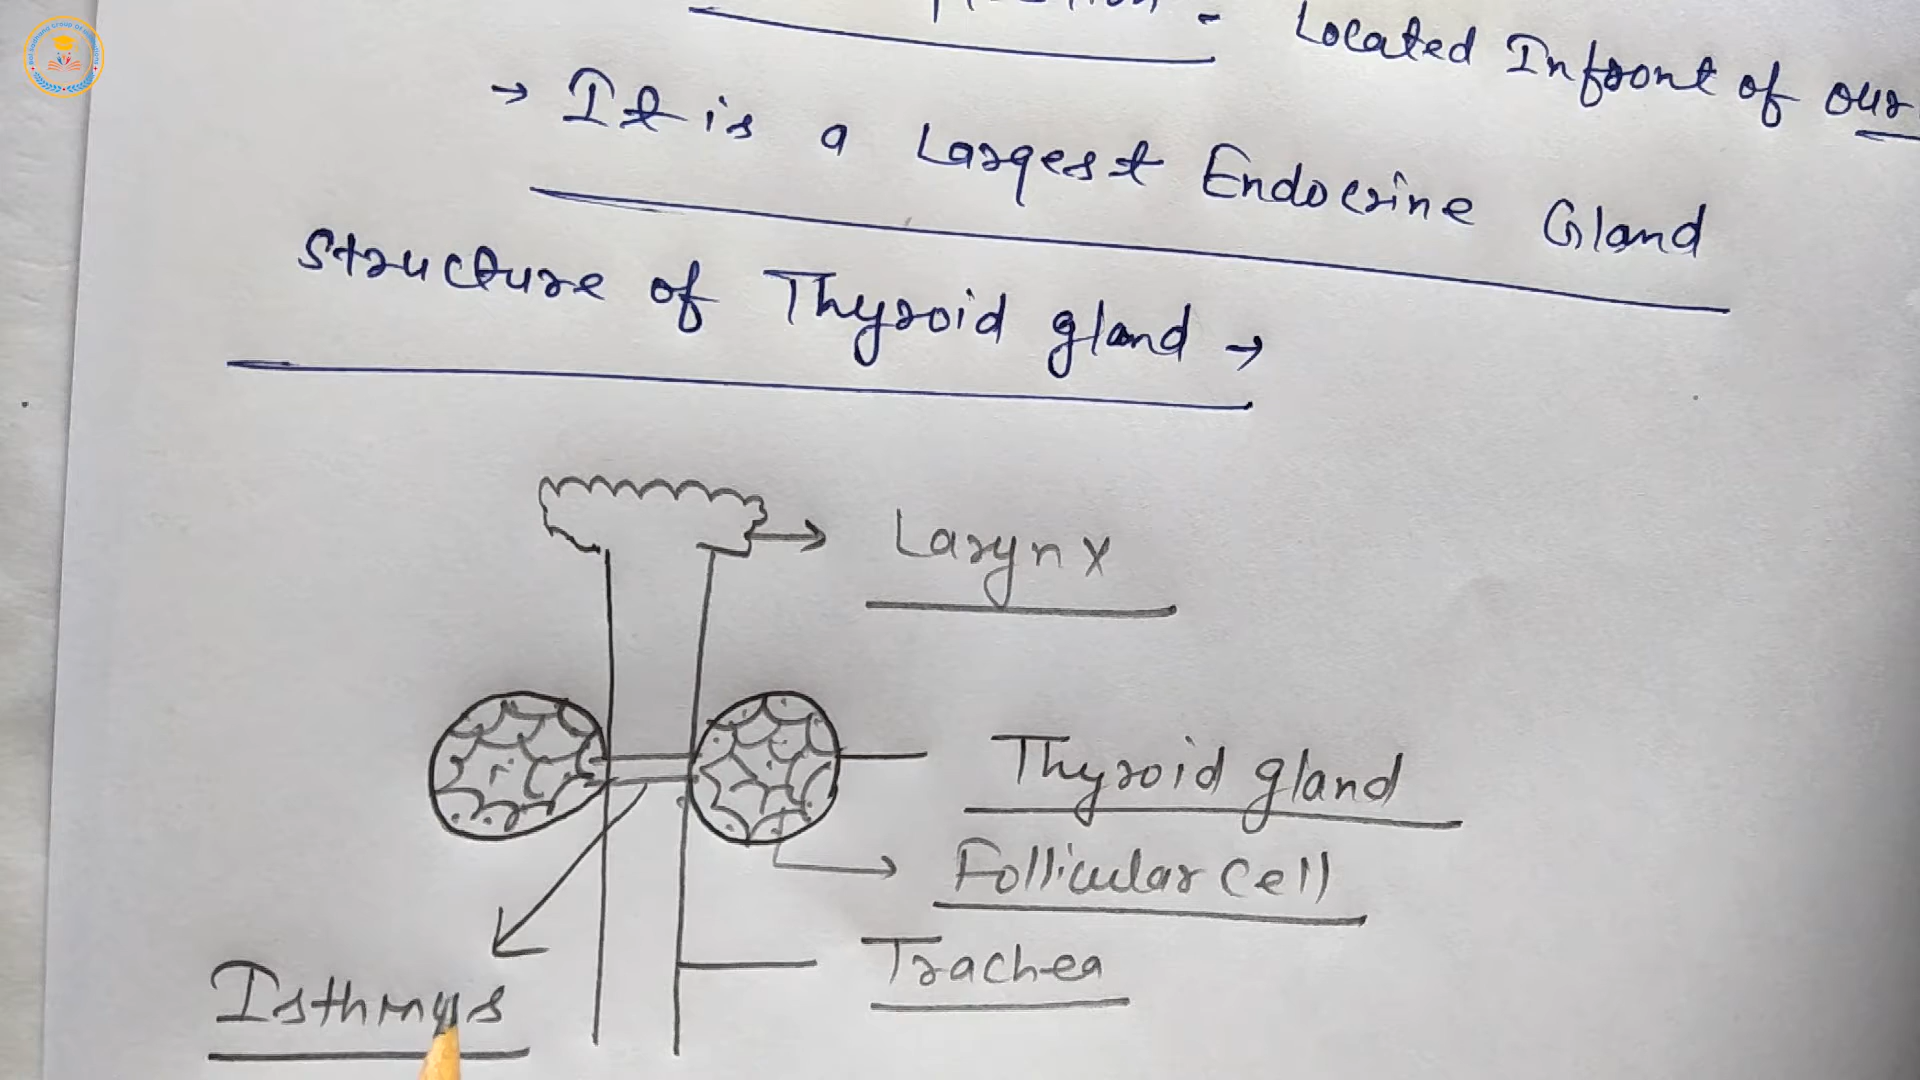 - Located Infront of our
→ It is a Largest Endocrine Gland
Structure of Thyroid gland →
Larynx
Thyroid gland
Follicular cell
Trachea
Isthmus